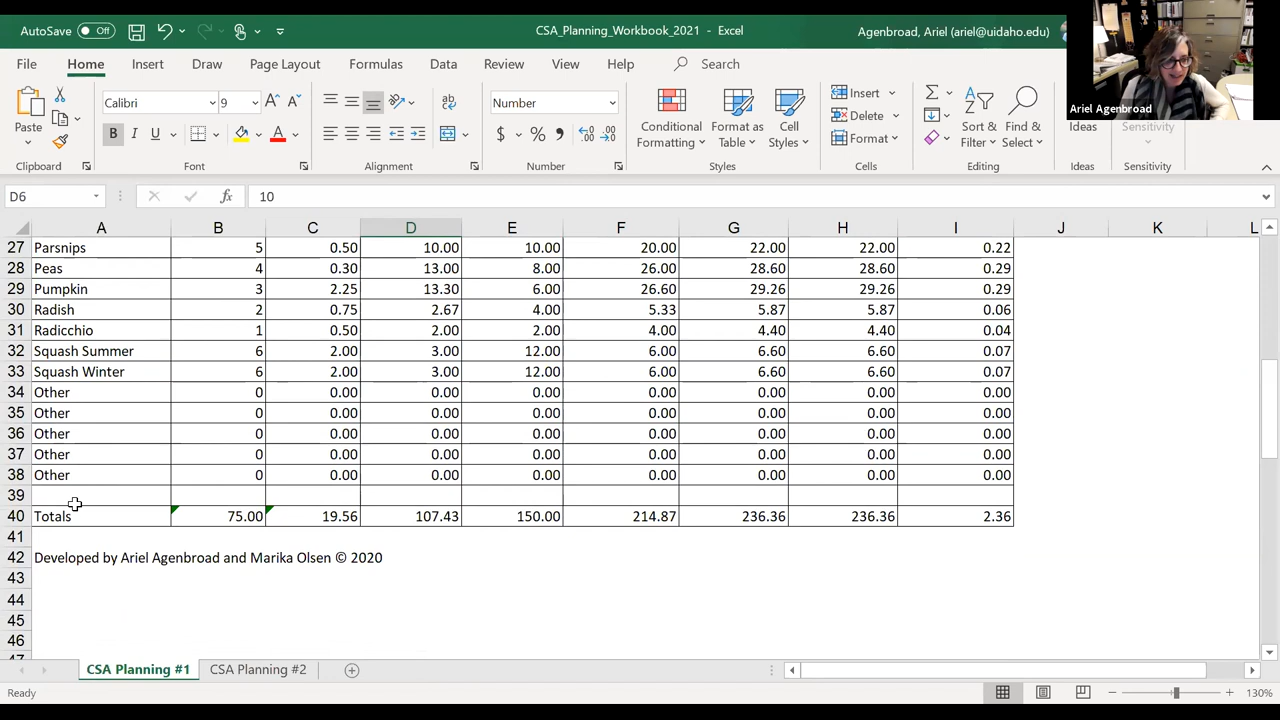 AutoSave Off CSA_Planning_Workbook_2021 - Excel Agenbroad, Ariel (ariel@uidaho.edu)
File Home Insert Draw Page Layout Formulas Data Review View Help Search
Ariel Agenbroad
Paste Calibri 9 ab Number Conditional Formatting Format as Table Cell Styles Insert Delete Format Sort & Filter Find & Select Ideas Sensitivity
B I U A $ % 9
Clipboard Font Alignment Number Styles Cells Editing Ideas Sensitivity
D6 fx 10
A B C D E F G H I J K L
27 Parsnips 5 0.50 10.00 10.00 20.00 22.00 22.00 0.22
28 Peas 4 0.30 13.00 8.00 26.00 28.60 28.60 0.29
29 Pumpkin 3 2.25 13.30 6.00 26.60 29.26 29.26 0.29
30 Radish 2 0.75 2.67 4.00 5.33 5.87 5.87 0.06
31 Radicchio 1 0.50 2.00 2.00 4.00 4.40 4.40 0.04
32 Squash Summer 6 2.00 3.00 12.00 6.00 6.60 6.60 0.07
33 Squash Winter 6 2.00 3.00 12.00 6.00 6.60 6.60 0.07
34 Other 0 0.00 0.00 0.00 0.00 0.00 0.00 0.00
35 Other 0 0.00 0.00 0.00 0.00 0.00 0.00 0.00
36 Other 0 0.00 0.00 0.00 0.00 0.00 0.00 0.00
37 Other 0 0.00 0.00 0.00 0.00 0.00 0.00 0.00
38 Other 0 0.00 0.00 0.00 0.00 0.00 0.00 0.00
39
40 Totals 75.00 19.56 107.43 150.00 214.87 236.36 236.36 2.36
41
42 Developed by Ariel Agenbroad and Marika Olsen © 2020
43
44
45
46
47
CSA Planning #1 CSA Planning #2
Ready 130%